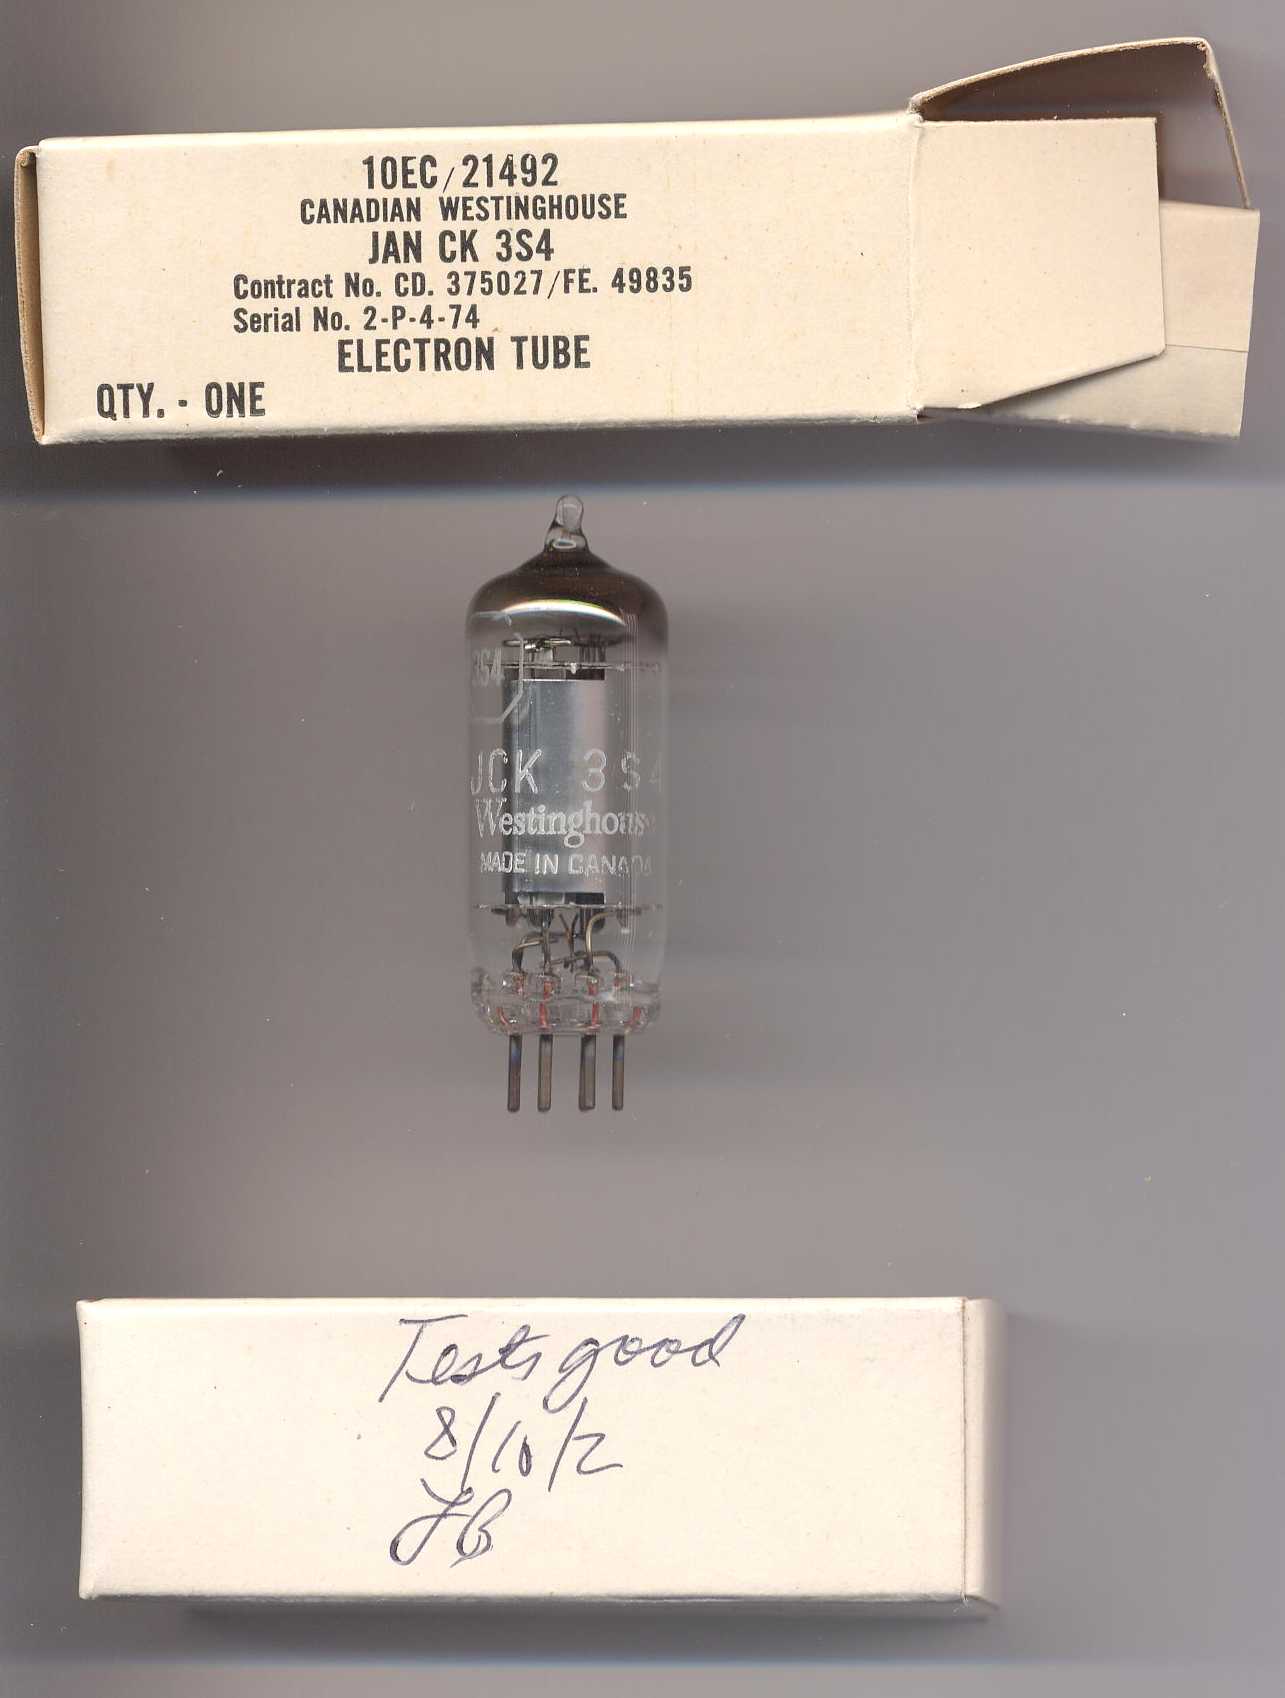 10EC/21492
CANADIAN WESTINGHOUSE
JAN CK 3S4
Contract No. CD. 375027/FE. 49835
Serial No. 2-P-4-74
ELECTRON TUBE
QTY. - ONE
3S4
JCK 3S4
Westinghouse
MADE IN CANADA
Tests good
8/10/2